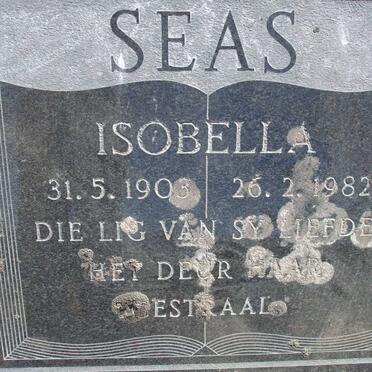 SEAS
ISOBELLA
31.5.1903 26.2.1982
DIE LIG VAN SY LIEFDE
HET DEUR HAAR
GESTRAAL